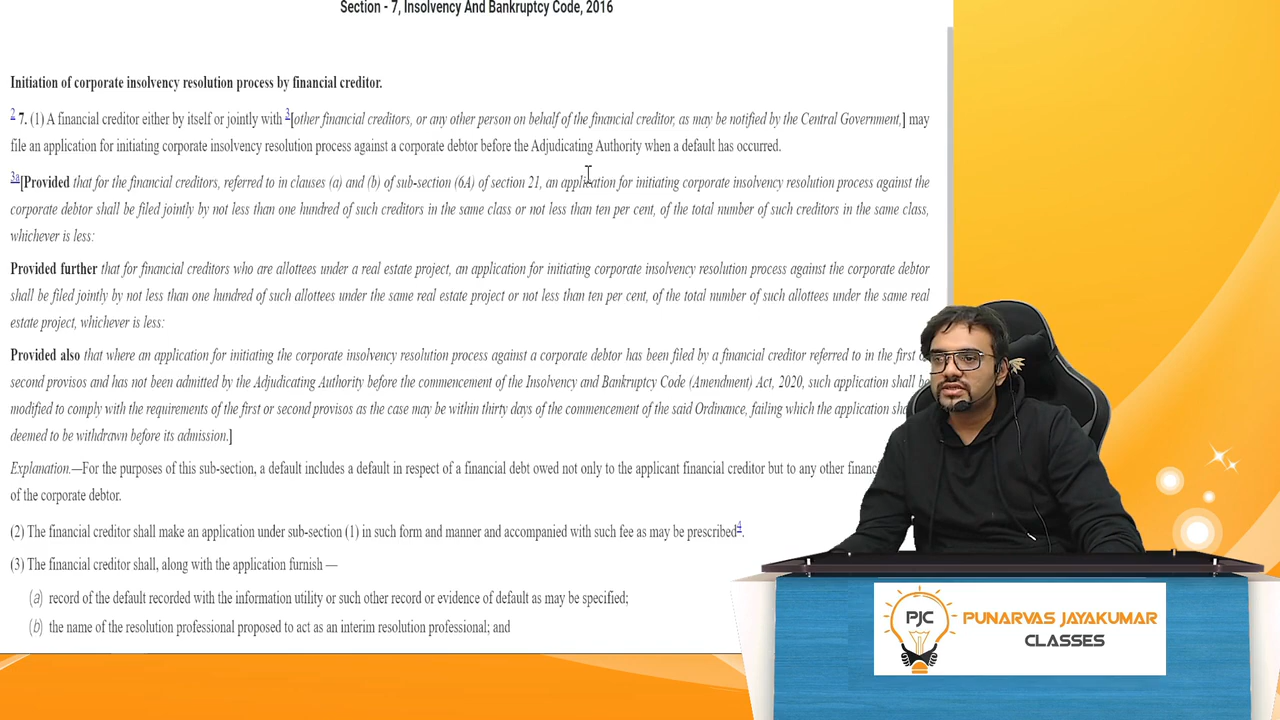 Section - 7, Insolvency And Bankruptcy Code, 2016
Initiation of corporate insolvency resolution process by financial creditor.
2 7. (1) A financial creditor either by itself or jointly with 3[other financial creditors, or any other person on behalf of the financial creditor, as may be notified by the Central Government,] may
file an application for initiating corporate insolvency resolution process against a corporate debtor before the Adjudicating Authority when a default has occurred.
3a[Provided that for the financial creditors, referred to in clauses (a) and (b) of sub-section (6A) of section 21, an application for initiating corporate insolvency resolution process against the
corporate debtor shall be filed jointly by not less than one hundred of such creditors in the same class or not less than ten per cent, of the total number of such creditors in the same class,
whichever is less:
Provided further that for financial creditors who are allottees under a real estate project, an application for initiating corporate insolvency resolution process against the corporate debtor
shall be filed jointly by not less than one hundred of such allottees under the same real estate project or not less than ten per cent, of the total number of such allottees under the same real
estate project, whichever is less:
Provided also that where an application for initiating the corporate insolvency resolution process against a corporate debtor has been filed by a financial creditor referred to in the first
second provisos and has not been admitted by the Adjudicating Authority before the commencement of the Insolvency and Bankruptcy Code (Amendment) Act, 2020, such application shall
modified to comply with the requirements of the first or second provisos as the case may be within thirty days of the commencement of the said Ordinance, failing which the application
deemed to be withdrawn before its admission.]
Explanation.—For the purposes of this sub-section, a default includes a default in respect of a financial debt owed not only to the applicant financial creditor but to any other
of the corporate debtor.
(2) The financial creditor shall make an application under sub-section (1) in such form and manner and accompanied with such fee as may be prescribed4.
(3) The financial creditor shall, along with the application furnish —
(a) record of the default recorded with the information utility or such other record or evidence of default as may be specified;
(b) the name of the resolution professional proposed to act as an interim resolution professional; and
PJC
PUNARVAS JAYAKUMAR
CLASSES